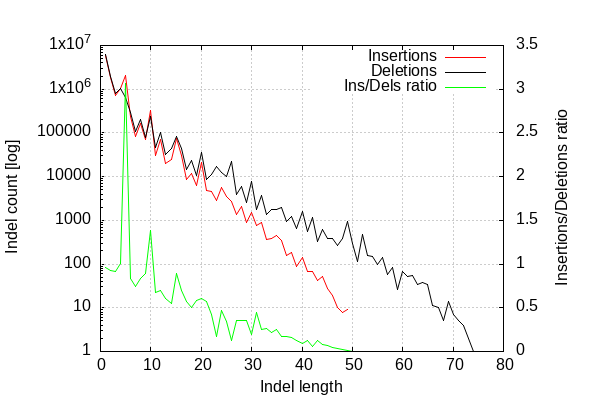 1x10^7
1x10^6
100000
10000
1000
100
10
1
3.5
3
2.5
2
1.5
1
0.5
0
Insertions
Deletions
Ins/Dels ratio
Indel count [log]
Insertions/Deletions ratio
0 10 20 30 40 50 60 70 80
Indel length